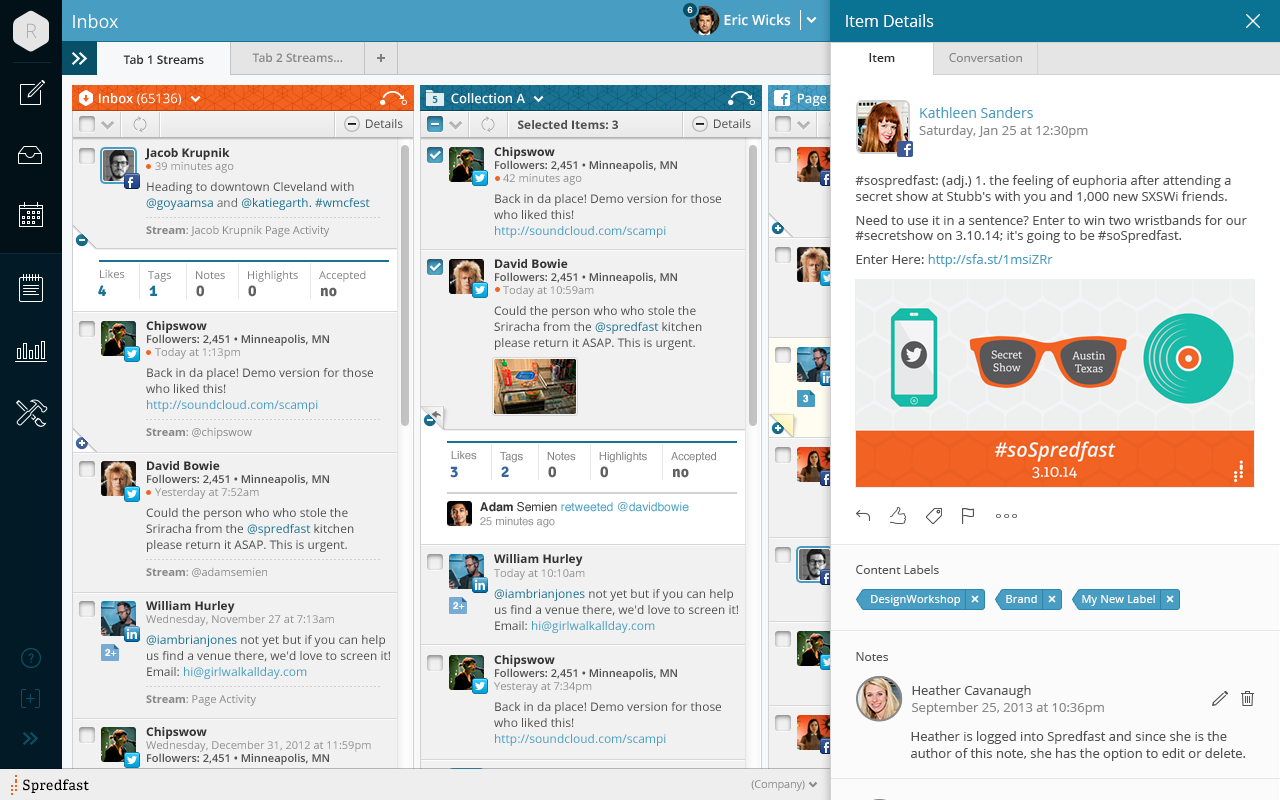 R
Inbox
6
Eric Wicks
Tab 1 Streams
Tab 2 Streams...
+
Inbox (65136)
Details
Jacob Krupnik
39 minutes ago
Heading to downtown Cleveland with
@goyaamsa and @katiegarth. #wmcfest
Stream: Jacob Krupnik Page Activity
Likes Tags Notes Highlights Accepted
4 1 0 0 no
Chipswow
Followers: 2,451 • Minneapolis, MN
Today at 1:13pm
Back in da place! Demo version for those
who liked this!
http://soundcloud.com/scampi
Stream: @chipswow
David Bowie
Followers: 2,451 • Minneapolis, MN
Yesterday at 7:52am
Could the person who who stole the
Sriracha from the @spredfast kitchen
please return it ASAP. This is urgent.
Stream: @adamsemien
William Hurley
Wednesday, November 27 at 7:13am
2+
@iambrianjones not yet but if you can help
us find a venue there, we'd love to screen it!
Email: hi@girlwalkallday.com
Stream: Page Activity
Chipswow
Wednesday, December 31, 2012 at 11:59pm
Followers: 2,451 • Minneapolis, MN
5
Collection A
Selected Items: 3
Details
Chipswow
Followers: 2,451 • Minneapolis, MN
42 minutes ago
Back in da place! Demo version for those
who liked this!
http://soundcloud.com/scampi
David Bowie
Followers: 2,451 • Minneapolis, MN
Today at 10:59am
Could the person who who stole the
Sriracha from the @spredfast kitchen
please return it ASAP. This is urgent.
Likes Tags Notes Highlights Accepted
3 2 0 0 no
Adam Semien retweeted @davidbowie
25 minutes ago
William Hurley
Today at 10:10am
2+
@iambrianjones not yet but if you can help
us find a venue there, we'd love to screen it!
Email: hi@girlwalkallday.com
Chipswow
Followers: 2,451 • Minneapolis, MN
Yesteray at 7:34pm
Back in da place! Demo version for those
who liked this!
http://soundcloud.com/scampi
Page
3
Item Details
Item
Conversation
Kathleen Sanders
Saturday, Jan 25 at 12:30pm
#sospredfast: (adj.) 1. the feeling of euphoria after attending a
secret show at Stubb's with you and 1,000 new SXSWi friends.
Need to use it in a sentence? Enter to win two wristbands for our
#secretshow on 3.10.14; it's going to be #soSpredfast.
Enter Here: http://sfa.st/1msiZRr
Secret
Show
Austin
Texas
#soSpredfast
3.10.14
Content Labels
DesignWorkshop
Brand
My New Label
Notes
Heather Cavanaugh
September 25, 2013 at 10:36pm
Heather is logged into Spredfast and since she is the
author of this note, she has the option to edit or delete.
Spredfast
(Company)